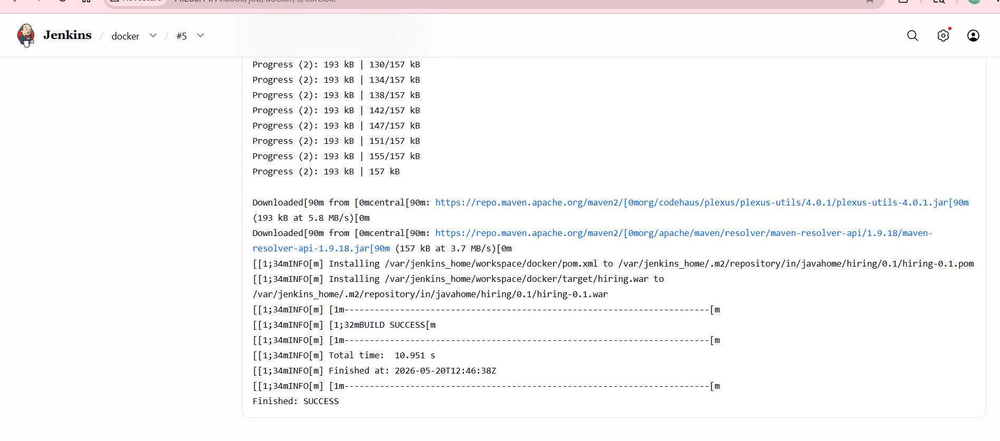 Jenkins / docker / #5
Progress (2): 193 kB | 130/157 kB
Progress (2): 193 kB | 134/157 kB
Progress (2): 193 kB | 138/157 kB
Progress (2): 193 kB | 142/157 kB
Progress (2): 193 kB | 147/157 kB
Progress (2): 193 kB | 151/157 kB
Progress (2): 193 kB | 155/157 kB
Progress (2): 193 kB | 157 kB
Downloaded[90m from [0mcentral[90m: https://repo.maven.apache.org/maven2/[0morg/codehaus/plexus/plexus-utils/4.0.1/plexus-utils-4.0.1.jar[90m
(193 kB at 5.8 MB/s)[0m
Downloaded[90m from [0mcentral[90m: https://repo.maven.apache.org/maven2/[0morg/apache/maven/resolver/maven-resolver-api/1.9.18/maven-
resolver-api-1.9.18.jar[90m (157 kB at 3.7 MB/s)[0m
[[1;34mINFO[m] Installing /var/jenkins_home/workspace/docker/pom.xml to /var/jenkins_home/.m2/repository/in/javahome/hiring/0.1/hiring-0.1.pom
[[1;34mINFO[m] Installing /var/jenkins_home/workspace/docker/target/hiring.war to
/var/jenkins_home/.m2/repository/in/javahome/hiring/0.1/hiring-0.1.war
[[1;34mINFO[m] [1m------------------------------------------------------------------------[m
[[1;34mINFO[m] [1;32mBUILD SUCCESS[m
[[1;34mINFO[m] [1m------------------------------------------------------------------------[m
[[1;34mINFO[m] Total time:  10.951 s
[[1;34mINFO[m] Finished at: 2026-05-20T12:46:38Z
[[1;34mINFO[m] [1m------------------------------------------------------------------------[m
Finished: SUCCESS